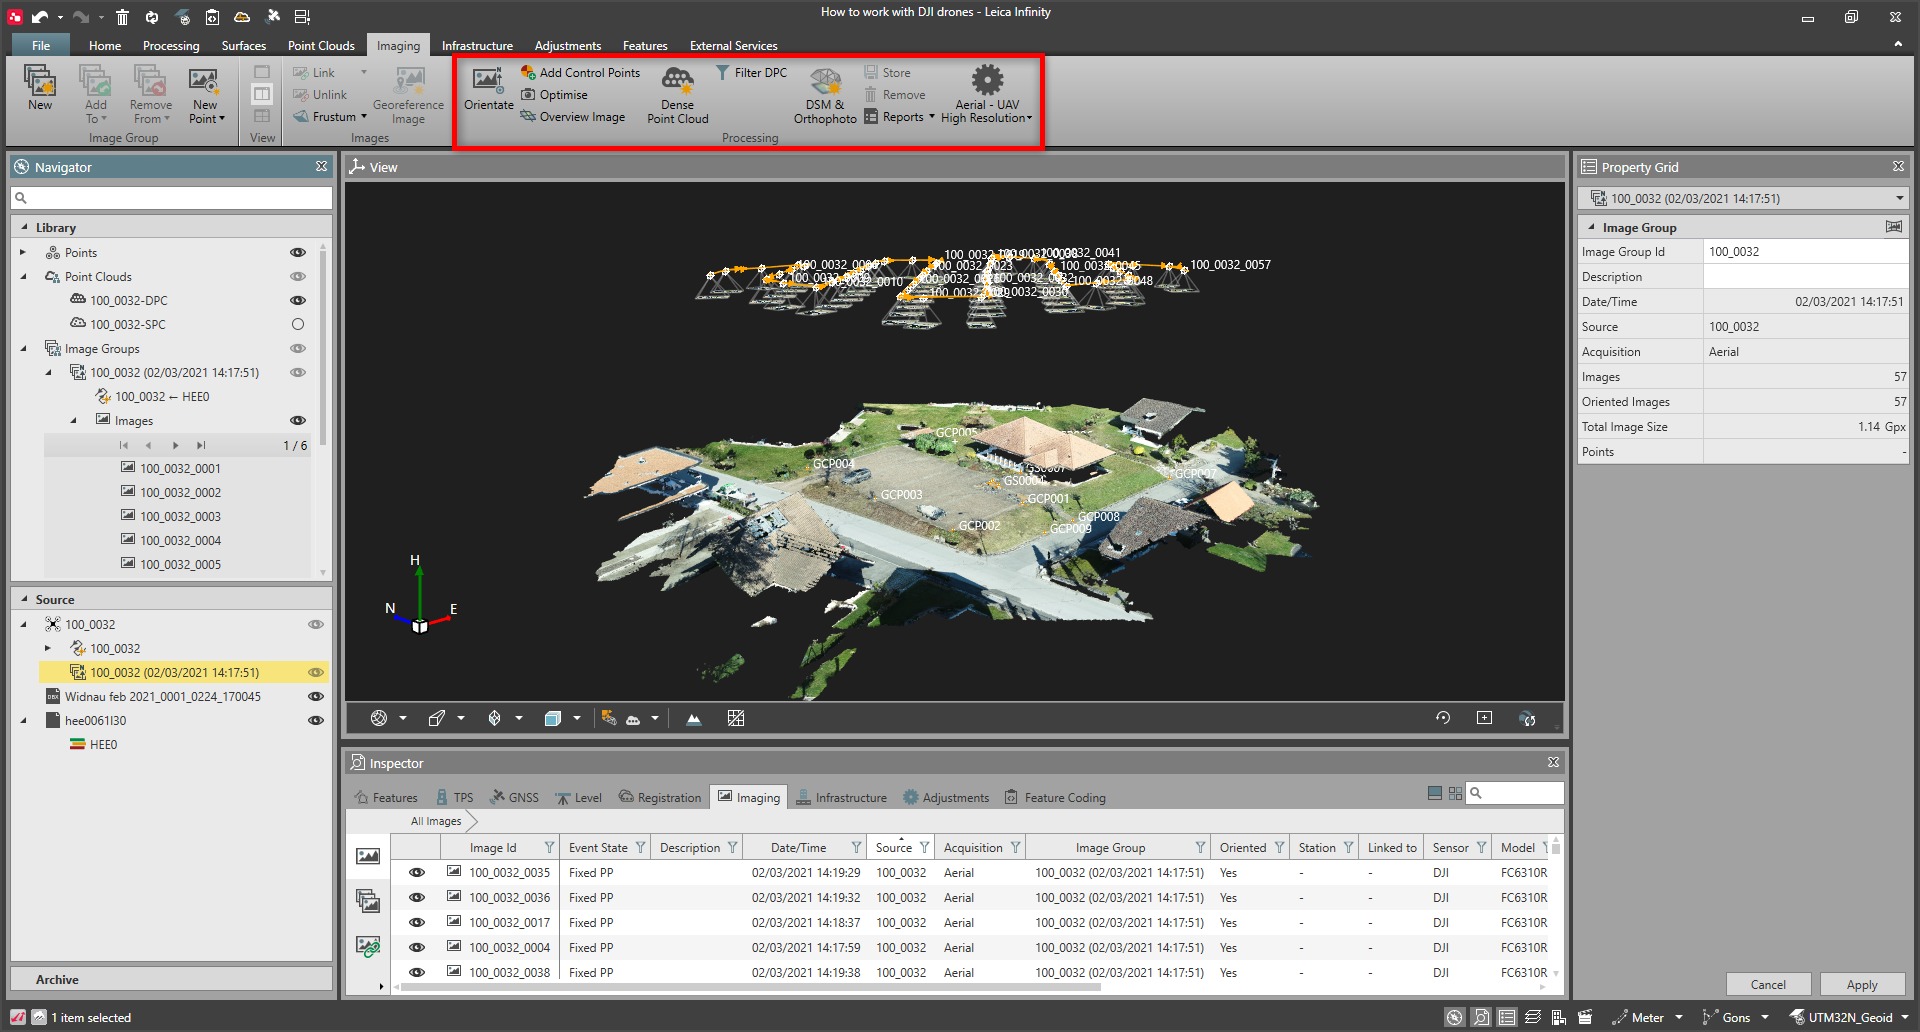 How to work with DJI drones - Leica Infinity
File Home Processing Surfaces Point Clouds Imaging Infrastructure Adjustments Features External Services
New
Add To
Remove From
New Point
Image Group
View
Link
Unlink
Frustum
Georeference Image
Images
Orientate
Add Control Points
Optimise
Overview Image
Dense Point Cloud
Filter DPC
DSM & Orthophoto
Store
Remove
Reports
Aerial - UAV High Resolution
Processing
Navigator
Library
Points
Point Clouds
100_0032-DPC
100_0032-SPC
Image Groups
100_0032 (02/03/2021 14:17:51)
100_0032 ← HEE0
Images
1 / 6
100_0032_0001
100_0032_0002
100_0032_0003
100_0032_0004
100_0032_0005
Source
100_0032
100_0032
100_0032 (02/03/2021 14:17:51)
Widnau feb 2021_0001_0224_170045
hee0061l30
HEE0
Archive
View
100_0032_0041
100_0032_0057
100_0032_0023
GCP005
GCP004
GCP003
GS0004
GCP001
GCP007
GCP008
GCP002
GCP009
H
N
E
Inspector
Features TPS GNSS Level Registration Imaging Infrastructure Adjustments Feature Coding
All Images
Image Id Event State Description Date/Time Source Acquisition Image Group Oriented Station Linked to Sensor Model
100_0032_0035 Fixed PP 02/03/2021 14:19:29 100_0032 Aerial 100_0032 (02/03/2021 14:17:51) Yes - - DJI FC6310R
100_0032_0036 Fixed PP 02/03/2021 14:19:32 100_0032 Aerial 100_0032 (02/03/2021 14:17:51) Yes - - DJI FC6310R
100_0032_0017 Fixed PP 02/03/2021 14:18:37 100_0032 Aerial 100_0032 (02/03/2021 14:17:51) Yes - - DJI FC6310R
100_0032_0004 Fixed PP 02/03/2021 14:17:59 100_0032 Aerial 100_0032 (02/03/2021 14:17:51) Yes - - DJI FC6310R
100_0032_0038 Fixed PP 02/03/2021 14:19:38 100_0032 Aerial 100_0032 (02/03/2021 14:17:51) Yes - - DJI FC6310R
Property Grid
100_0032 (02/03/2021 14:17:51)
Image Group
Image Group Id 100_0032
Description
Date/Time 02/03/2021 14:17:51
Source 100_0032
Acquisition Aerial
Images 57
Oriented Images 57
Total Image Size 1.14 Gpx
Points -
Cancel Apply
1 item selected
Meter Gons UTM32N_Geoid